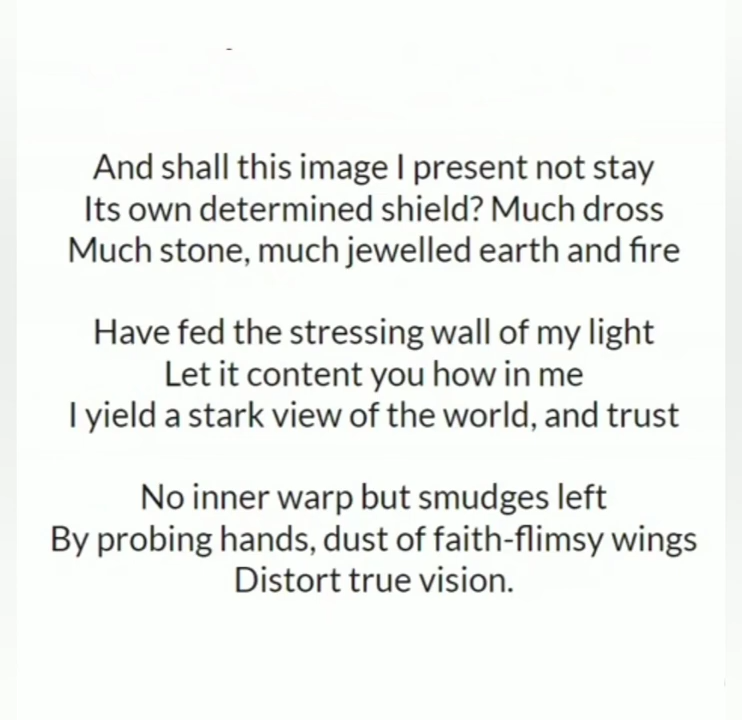 And shall this image I present not stay
Its own determined shield? Much dross
Much stone, much jewelled earth and fire
Have fed the stressing wall of my light
Let it content you how in me
I yield a stark view of the world, and trust
No inner warp but smudges left
By probing hands, dust of faith-flimsy wings
Distort true vision.